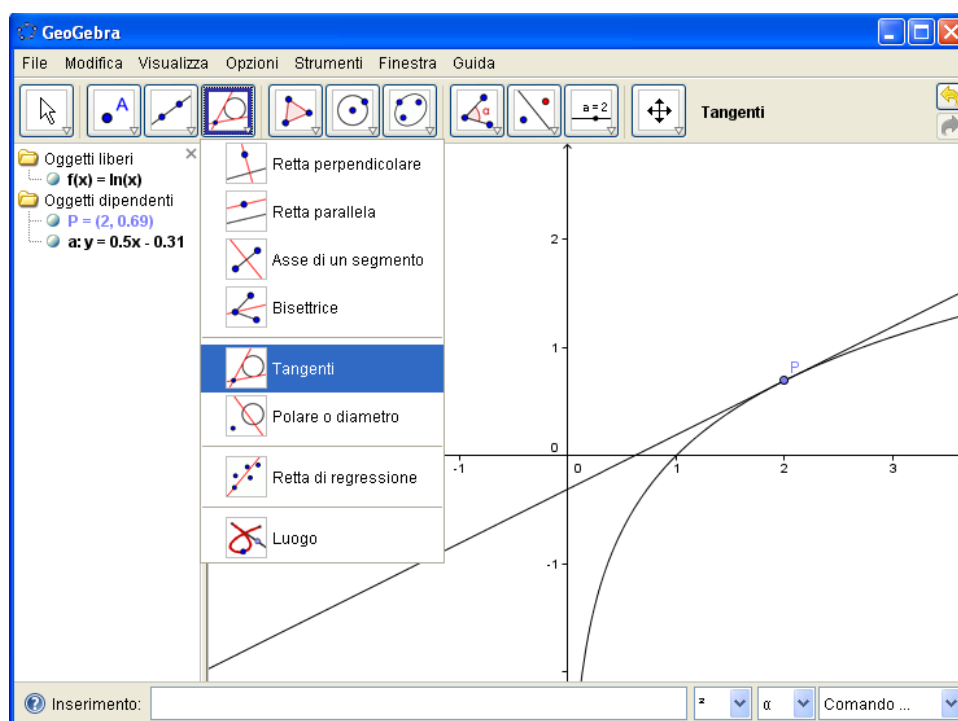 GeoGebra
File Modifica Visualizza Opzioni Strumenti Finestra Guida
A α a = 2 Tangenti
Oggetti liberi
f(x) = ln(x)
Oggetti dipendenti
P = (2, 0.69)
a: y = 0.5x - 0.31
Retta perpendicolare
Retta parallela
Asse di un segmento
Bisettrice
Tangenti
Polare o diametro
Retta di regressione
Luogo
2
1
P
0
-1 0 1 2 3
-1
Inserimento: ² α Comando ...